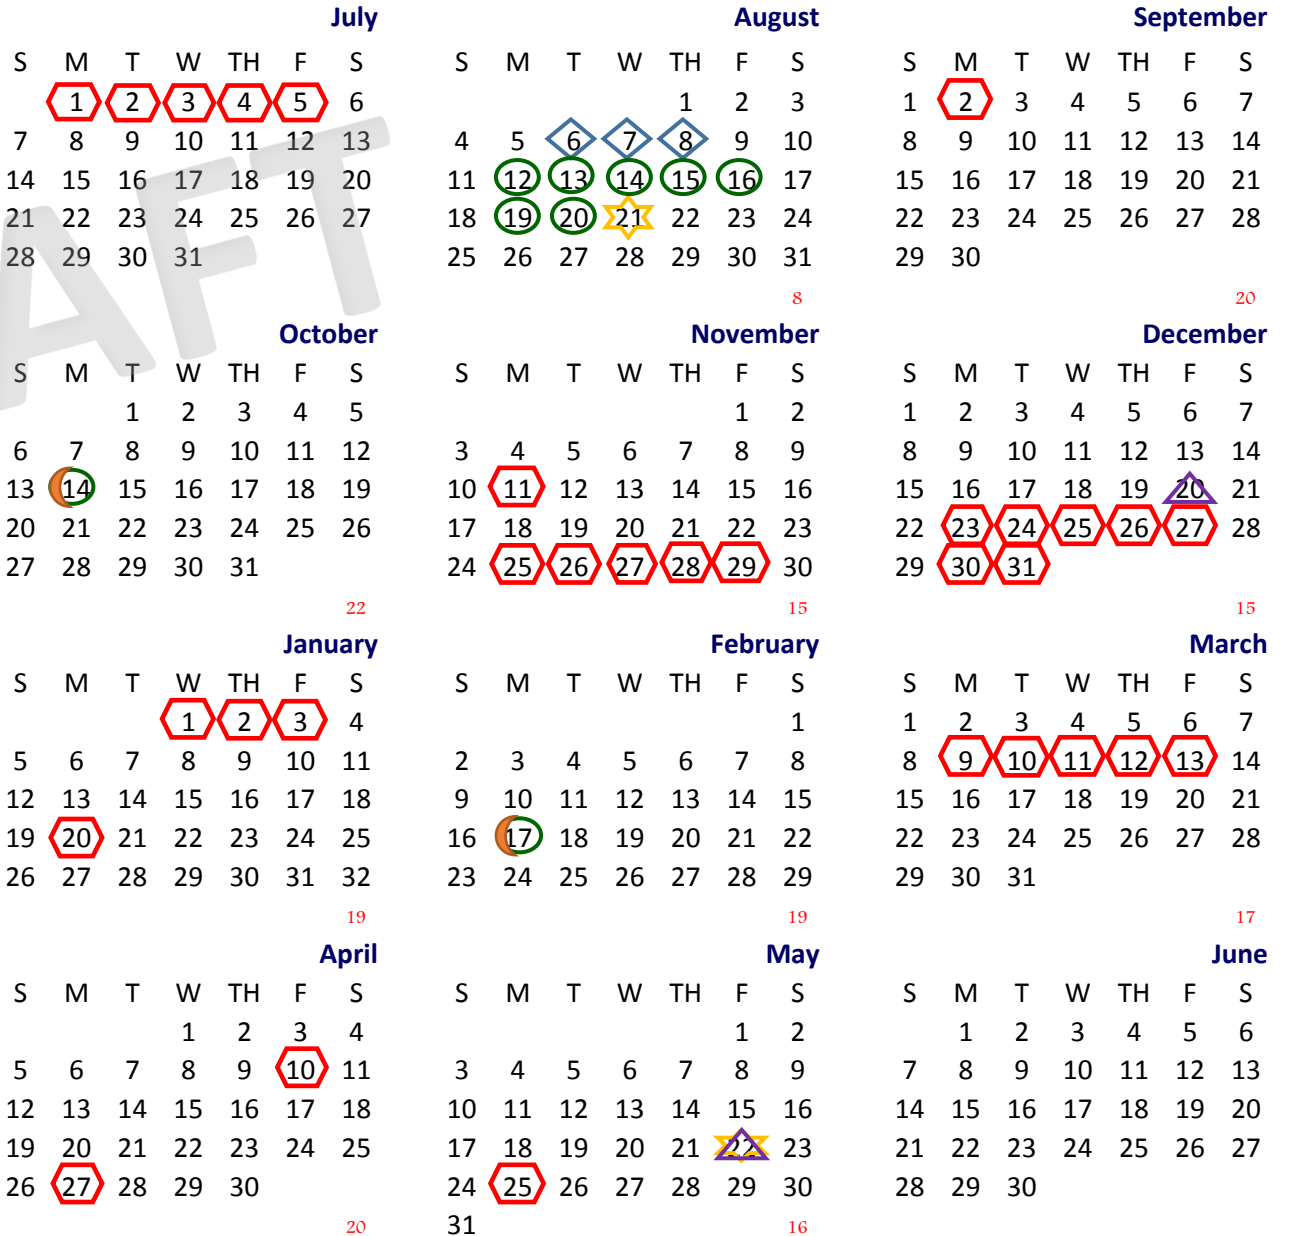 July August September
S M T W TH F S S M T W TH F S S M T W TH F S
1 2 3 4 5 6 1 2 3 1 2 3 4 5 6 7
7 8 9 10 11 12 13 4 5 6 7 8 9 10 8 9 10 11 12 13 14
14 15 16 17 18 19 20 11 12 13 14 15 16 17 15 16 17 18 19 20 21
21 22 23 24 25 26 27 18 19 20 21 22 23 24 22 23 24 25 26 27 28
28 29 30 31 25 26 27 28 29 30 31 29 30
8 20
AFT
October November December
S M T W TH F S S M T W TH F S S M T W TH F S
1 2 3 4 5 1 2 1 2 3 4 5 6 7
6 7 8 9 10 11 12 3 4 5 6 7 8 9 8 9 10 11 12 13 14
13 14 15 16 17 18 19 10 11 12 13 14 15 16 15 16 17 18 19 20 21
20 21 22 23 24 25 26 17 18 19 20 21 22 23 22 23 24 25 26 27 28
27 28 29 30 31 24 25 26 27 28 29 30 29 30 31
22 15 15
January February March
S M T W TH F S S M T W TH F S S M T W TH F S
1 2 3 4 1 1 2 3 4 5 6 7
5 6 7 8 9 10 11 2 3 4 5 6 7 8 8 9 10 11 12 13 14
12 13 14 15 16 17 18 9 10 11 12 13 14 15 15 16 17 18 19 20 21
19 20 21 22 23 24 25 16 17 18 19 20 21 22 22 23 24 25 26 27 28
26 27 28 29 30 31 32 23 24 25 26 27 28 29 29 30 31
19 19 17
April May June
S M T W TH F S S M T W TH F S S M T W TH F S
1 2 3 4 1 2 1 2 3 4 5 6
5 6 7 8 9 10 11 3 4 5 6 7 8 9 7 8 9 10 11 12 13
12 13 14 15 16 17 18 10 11 12 13 14 15 16 14 15 16 17 18 19 20
19 20 21 22 23 24 25 17 18 19 20 21 22 23 21 22 23 24 25 26 27
26 27 28 29 30 24 25 26 27 28 29 30 28 29 30
20 31 16